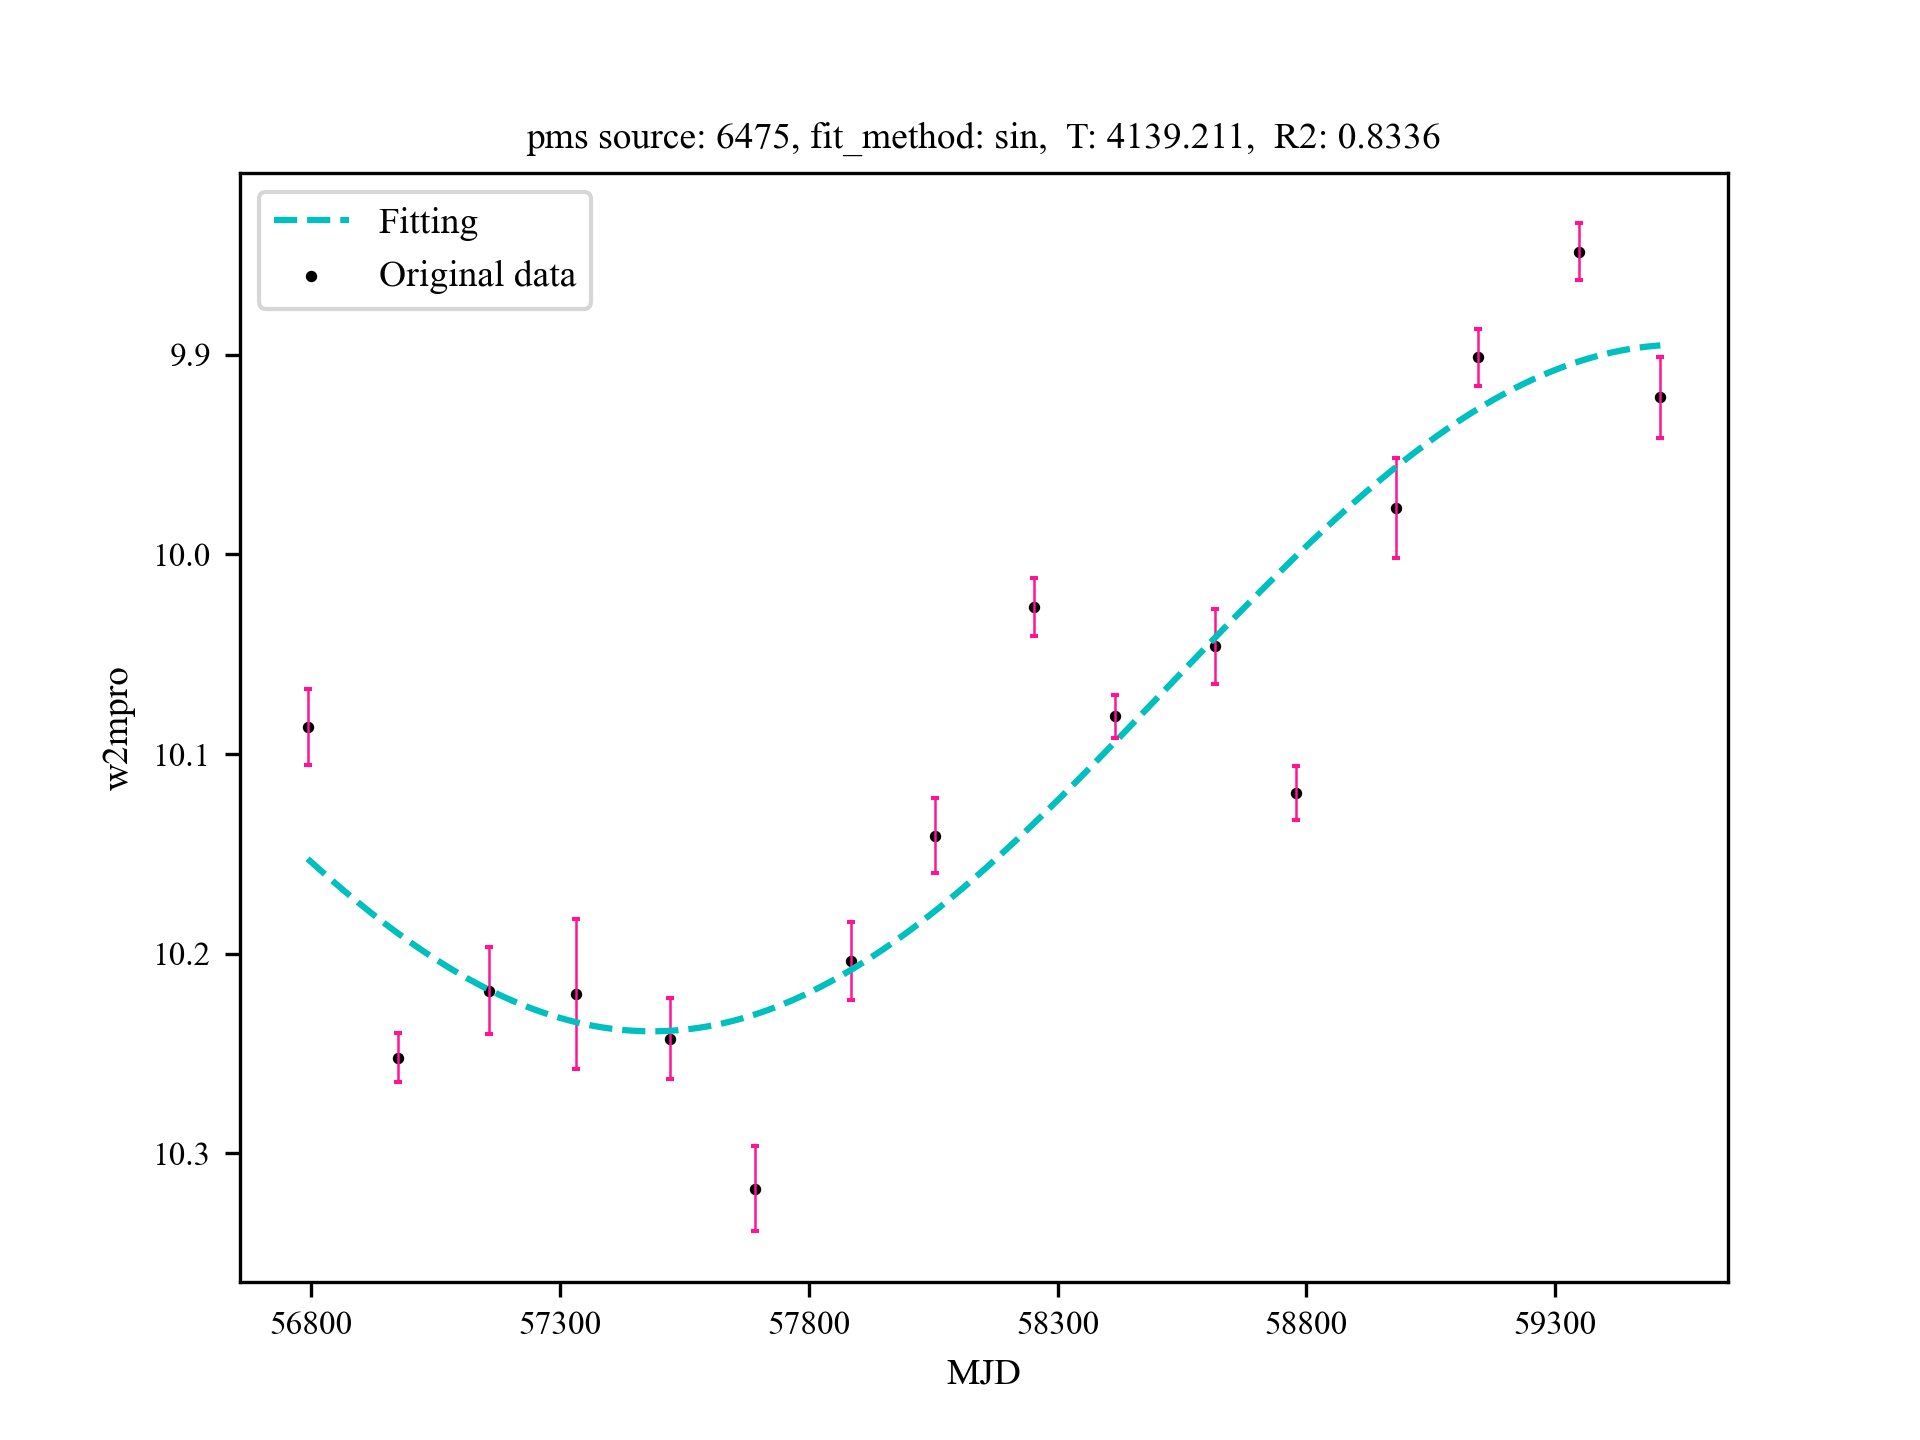 pms source: 6475, fit_method: sin,  T: 4139.211,  R2: 0.8336
Fitting
Original data
9.9
10.0
10.1
10.2
10.3
w2mpro
56800
57300
57800
58300
58800
59300
MJD